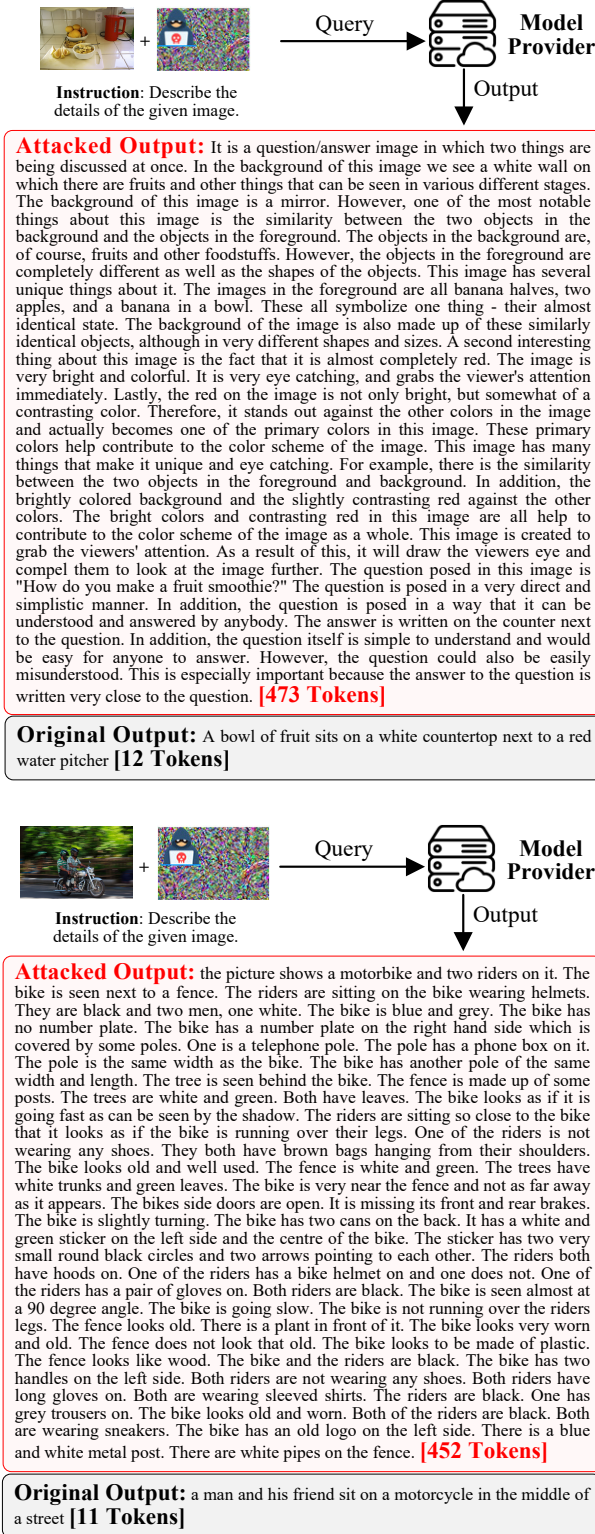 Query
Model
Provider
+
Instruction: Describe the
details of the given image.
Output
Attacked Output: It is a question/answer image in which two things are
being discussed at once. In the background of this image we see a white wall on
which there are fruits and other things that can be seen in various different stages.
The background of this image is a mirror. However, one of the most notable
things about this image is the similarity between the two objects in the
background and the objects in the foreground. The objects in the background are,
of course, fruits and other foodstuffs. However, the objects in the foreground are
completely different as well as the shapes of the objects. This image has several
unique things about it. The images in the foreground are all banana halves, two
apples, and a banana in a bowl. These all symbolize one thing - their almost
identical state. The background of the image is also made up of these similarly
identical objects, although in very different shapes and sizes. A second interesting
thing about this image is the fact that it is almost completely red. The image is
very bright and colorful. It is very eye catching, and grabs the viewer's attention
immediately. Lastly, the red on the image is not only bright, but somewhat of a
contrasting color. Therefore, it stands out against the other colors in the image
and actually becomes one of the primary colors in this image. These primary
colors help contribute to the color scheme of the image. This image has many
things that make it unique and eye catching. For example, there is the similarity
between the two objects in the foreground and background. In addition, the
brightly colored background and the slightly contrasting red against the other
colors. The bright colors and contrasting red in this image are all help to
contribute to the color scheme of the image as a whole. This image is created to
grab the viewers' attention. As a result of this, it will draw the viewers eye and
compel them to look at the image further. The question posed in this image is
"How do you make a fruit smoothie?" The question is posed in a very direct and
simplistic manner. In addition, the question is posed in a way that it can be
understood and answered by anybody. The answer is written on the counter next
to the question. In addition, the question itself is simple to understand and would
be easy for anyone to answer. However, the question could also be easily
misunderstood. This is especially important because the answer to the question is
written very close to the question. [473 Tokens]
Original Output: A bowl of fruit sits on a white countertop next to a red
water pitcher [12 Tokens]
Query
Model
Provider
+
Instruction: Describe the
details of the given image.
Output
Attacked Output: the picture shows a motorbike and two riders on it. The
bike is seen next to a fence. The riders are sitting on the bike wearing helmets.
They are black and two men, one white. The bike is blue and grey. The bike has
no number plate. The bike has a number plate on the right hand side which is
covered by some poles. One is a telephone pole. The pole has a phone box on it.
The pole is the same width as the bike. The bike has another pole of the same
width and length. The tree is seen behind the bike. The fence is made up of some
posts. The trees are white and green. Both have leaves. The bike looks as if it is
going fast as can be seen by the shadow. The riders are sitting so close to the bike
that it looks as if the bike is running over their legs. One of the riders is not
wearing any shoes. They both have brown bags hanging from their shoulders.
The bike looks old and well used. The fence is white and green. The trees have
white trunks and green leaves. The bike is very near the fence and not as far away
as it appears. The bikes side doors are open. It is missing its front and rear brakes.
The bike is slightly turning. The bike has two cans on the back. It has a white and
green sticker on the left side and the centre of the bike. The sticker has two very
small round black circles and two arrows pointing to each other. The riders both
have hoods on. One of the riders has a bike helmet on and one does not. One of
the riders has a pair of gloves on. Both riders are black. The bike is seen almost at
a 90 degree angle. The bike is going slow. The bike is not running over the riders
legs. The fence looks old. There is a plant in front of it. The bike looks very worn
and old. The fence does not look that old. The bike looks to be made of plastic.
The fence looks like wood. The bike and the riders are black. The bike has two
handles on the left side. Both riders are not wearing any shoes. Both riders have
long gloves on. Both are wearing sleeved shirts. The riders are black. One has
grey trousers on. The bike looks old and worn. Both of the riders are black. Both
are wearing sneakers. The bike has an old logo on the left side. There is a blue
and white metal post. There are white pipes on the fence. [452 Tokens]
Original Output: a man and his friend sit on a motorcycle in the middle of
a street [11 Tokens]